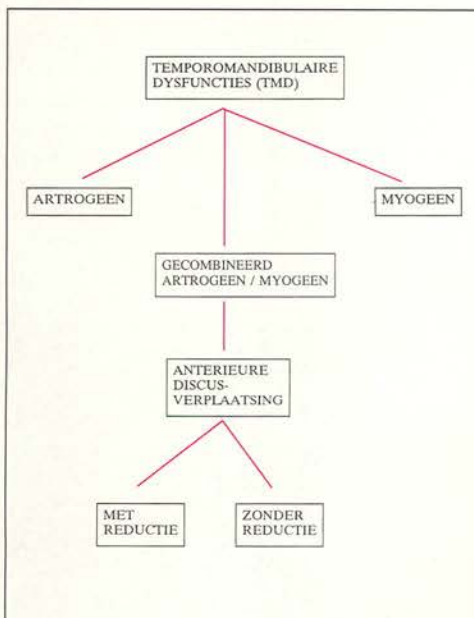 TEMPOROMANDIBULAIRE
DYSFUNCTIES (TMD)
ARTROGEEN
MYOGEEN
GECOMBINEERD
ARTROGEEN / MYOGEEN
ANTERIEURE
DISCUS-
VERPLAATSING
MET
REDUCTIE
ZONDER
REDUCTIE